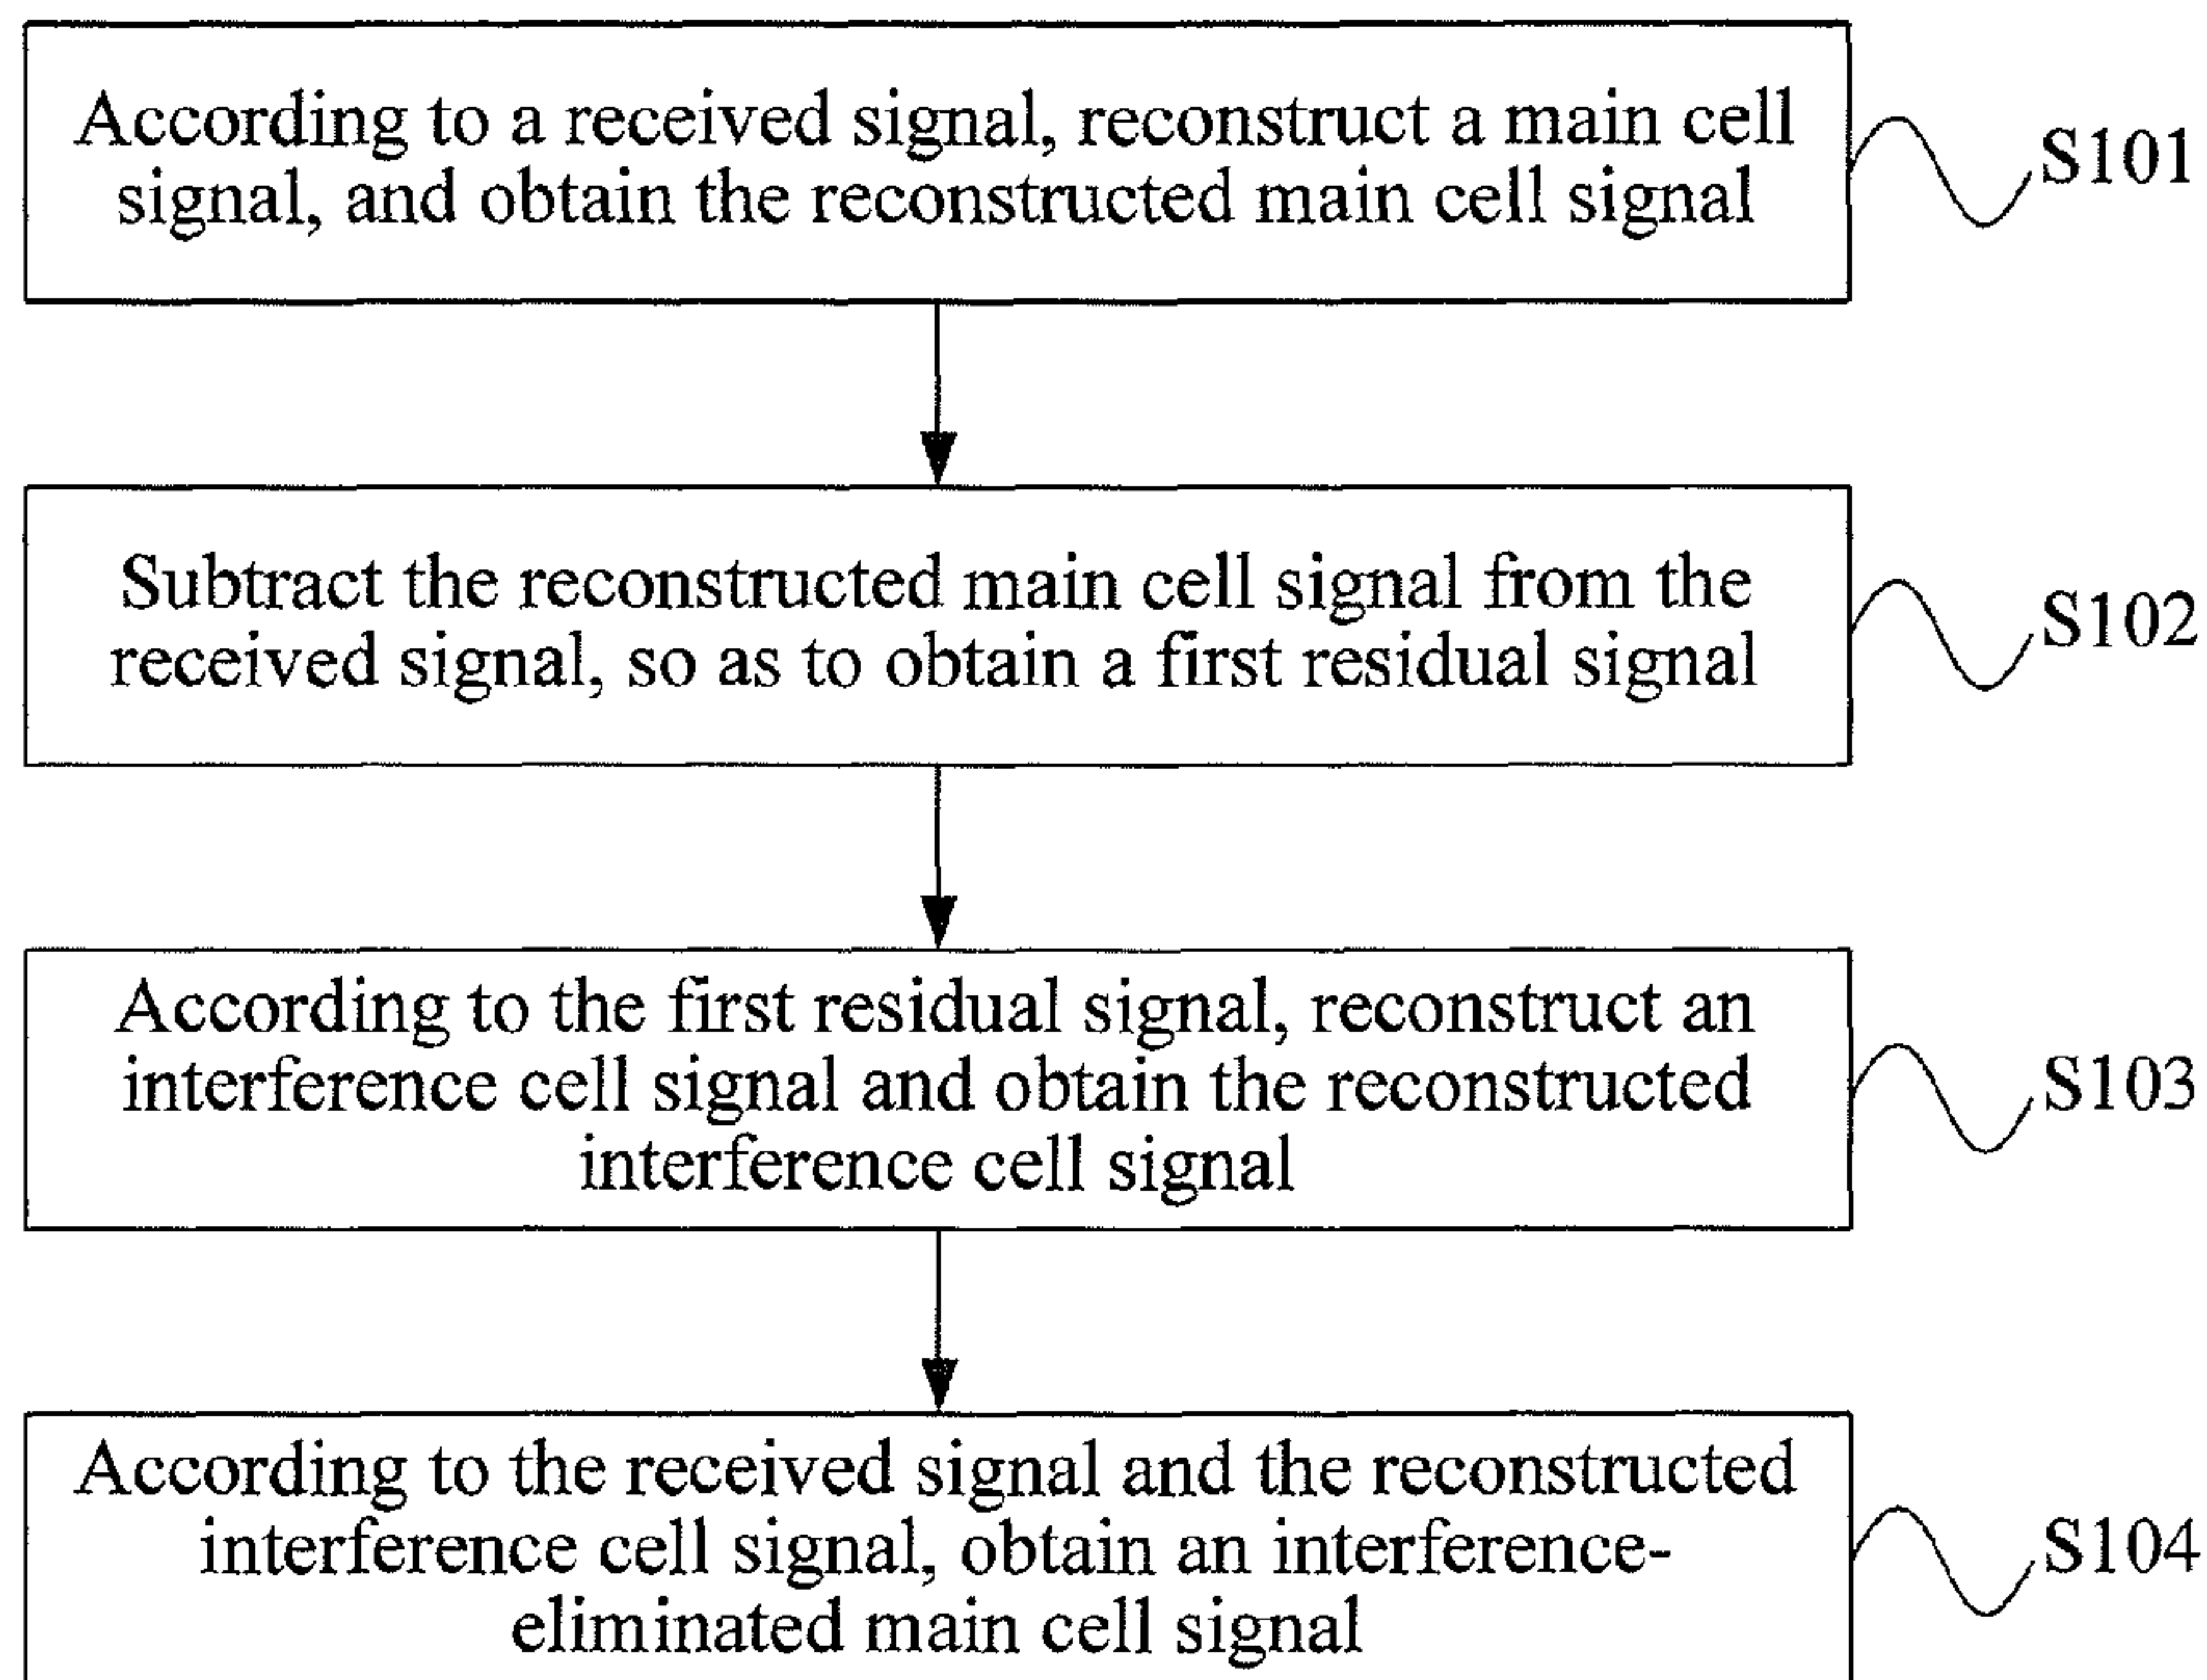 According to a received signal, reconstruct a main cell
signal, and obtain the reconstructed main cell signal
S101
Subtract the reconstructed main cell signal from the
received signal, so as to obtain a first residual signal
S102
According to the first residual signal, reconstruct an
interference cell signal and obtain the reconstructed
interference cell signal
S103
According to the received signal and the reconstructed
interference cell signal, obtain an interference-
eliminated main cell signal
S104